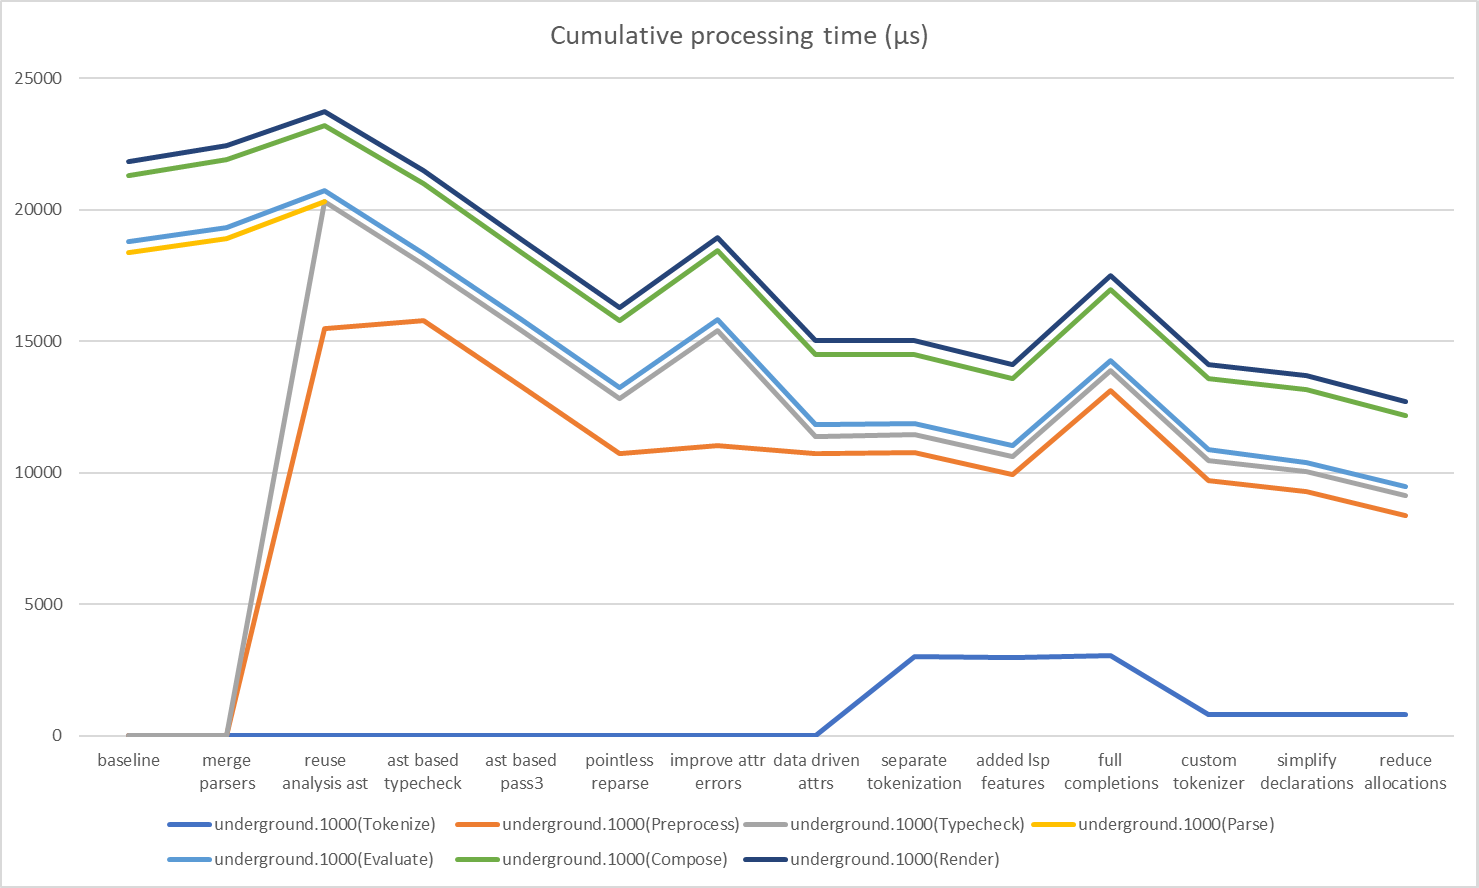 Cumulative processing time (µs)
25000
20000
15000
10000
5000
0
baseline
merge parsers
reuse analysis ast
ast based typecheck
ast based pass3
pointless reparse
improve attr errors
data driven attrs
separate tokenization
added lsp features
full completions
custom tokenizer
simplify declarations
reduce allocations
underground.1000(Tokenize)
underground.1000(Preprocess)
underground.1000(Typecheck)
underground.1000(Parse)
underground.1000(Evaluate)
underground.1000(Compose)
underground.1000(Render)